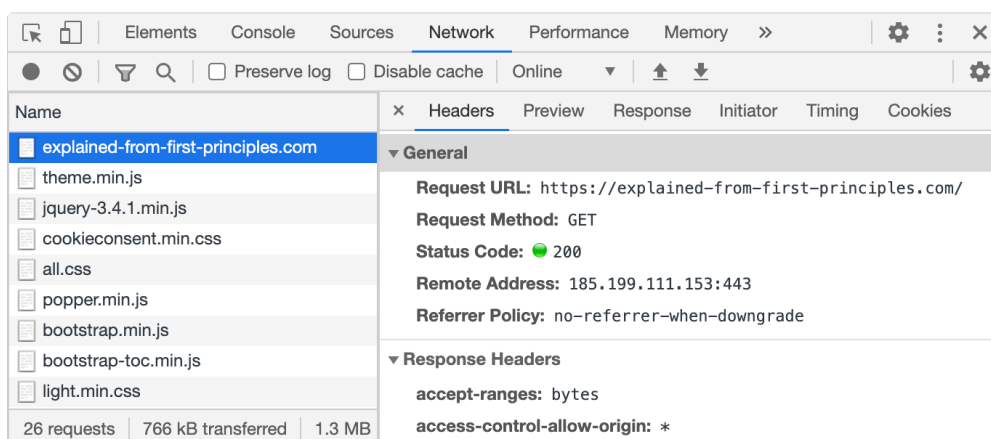 Elements Console Sources Network Performance Memory »
Preserve log Disable cache Online ▼
Name
× Headers Preview Response Initiator Timing Cookies
explained-from-first-principles.com
theme.min.js
jquery-3.4.1.min.js
cookieconsent.min.css
all.css
popper.min.js
bootstrap.min.js
bootstrap-toc.min.js
light.min.css
26 requests 766 kB transferred 1.3 MB
▼ General
Request URL: https://explained-from-first-principles.com/
Request Method: GET
Status Code: 200
Remote Address: 185.199.111.153:443
Referrer Policy: no-referrer-when-downgrade
▼ Response Headers
accept-ranges: bytes
access-control-allow-origin: *